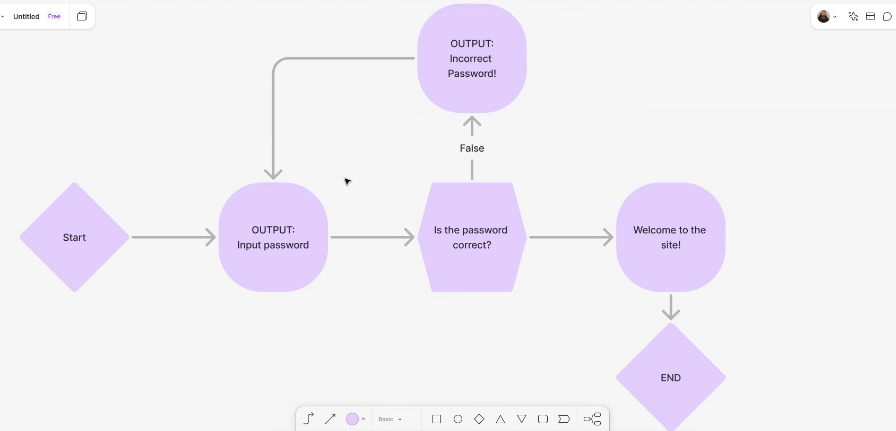 Untitled Free
OUTPUT:
Incorrect
Password!
False
Start
OUTPUT:
Input password
Is the password
correct?
Welcome to the
site!
END
Basic